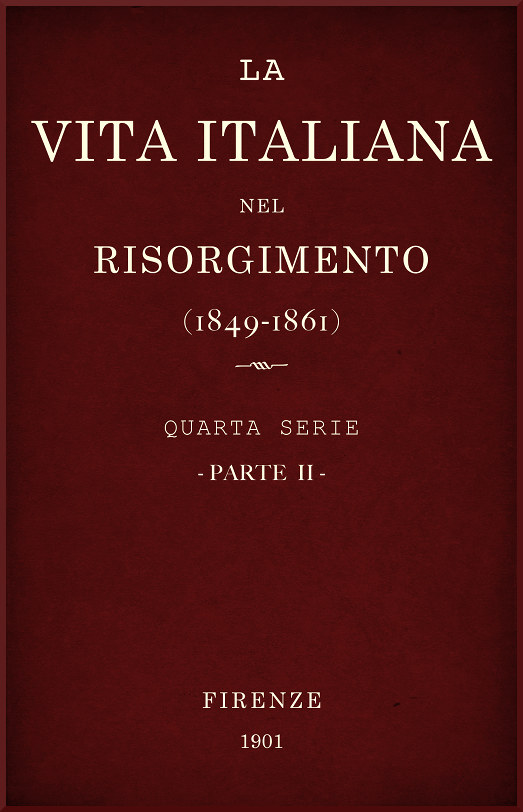 LA
VITA ITALIANA
NEL
RISORGIMENTO
(1849-1861)
QUARTA SERIE
- PARTE II -
FIRENZE
1901